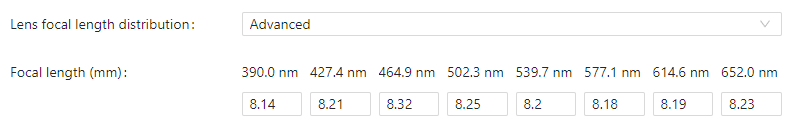 Lens focal length distribution:
Advanced
Focal length (mm):
390.0 nm 427.4 nm 464.9 nm 502.3 nm 539.7 nm 577.1 nm 614.6 nm 652.0 nm
8.14 8.21 8.32 8.25 8.2 8.18 8.19 8.23